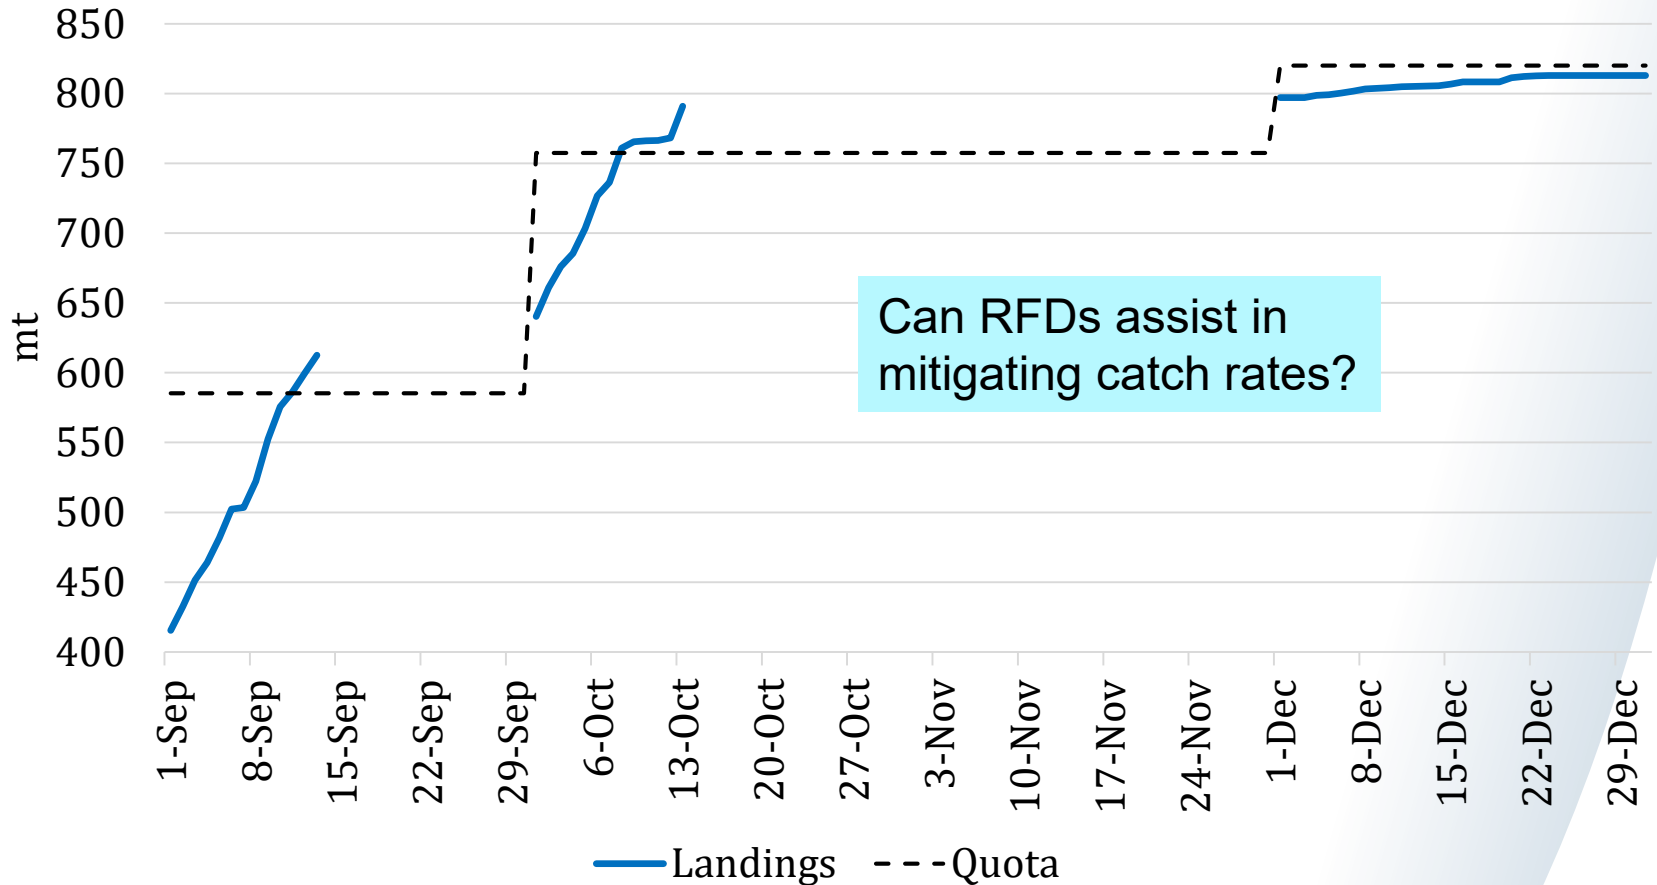 850
800
750
700
650
600
550
500
450
400
mt
Can RFDs assist in
mitigating catch rates?
1-Sep
8-Sep
15-Sep
22-Sep
29-Sep
6-Oct
13-Oct
20-Oct
27-Oct
3-Nov
10-Nov
17-Nov
24-Nov
1-Dec
8-Dec
15-Dec
22-Dec
29-Dec
Landings
Quota